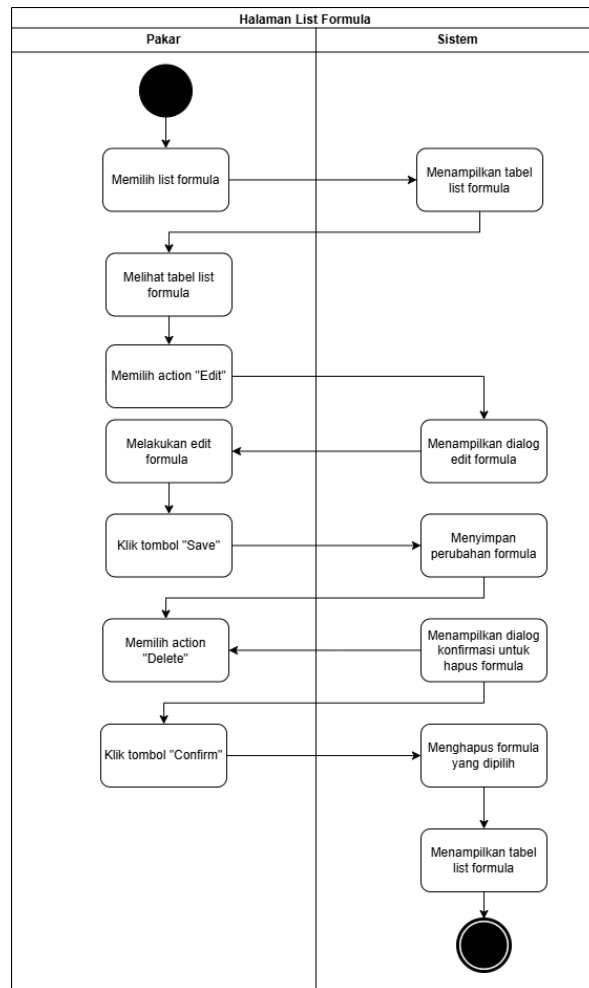 Halaman List Formula
Pakar
Sistem
Memilih list formula
Menampilkan tabel
list formula
Melihat tabel list
formula
Memilih action "Edit"
Melakukan edit
formula
Menampilkan dialog
edit formula
Klik tombol "Save"
Menyimpan
perubahan formula
Memilih action
"Delete"
Menampilkan dialog
konfirmasi untuk
hapus formula
Klik tombol "Confirm"
Menghapus formula
yang dipilih
Menampilkan tabel
list formula